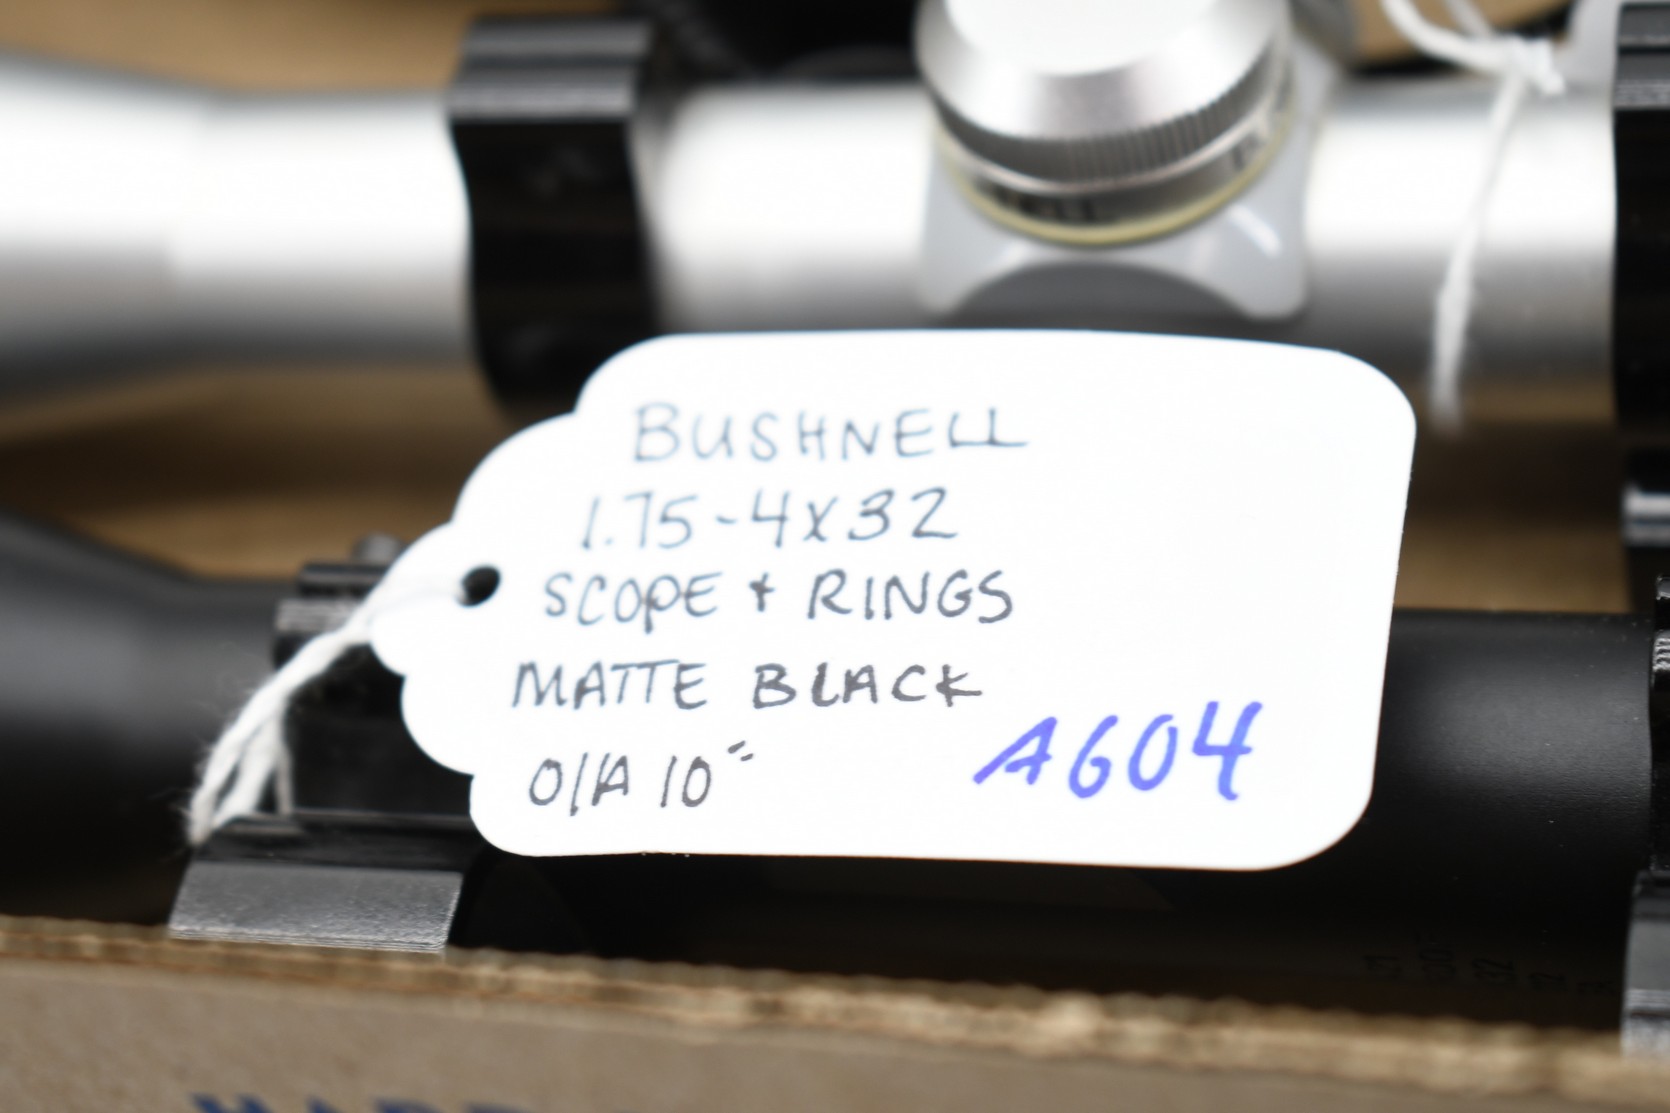 BUSHNELL
1.75-4X32
SCOPE + RINGS
MATTE BLACK
O/A 10"
A604